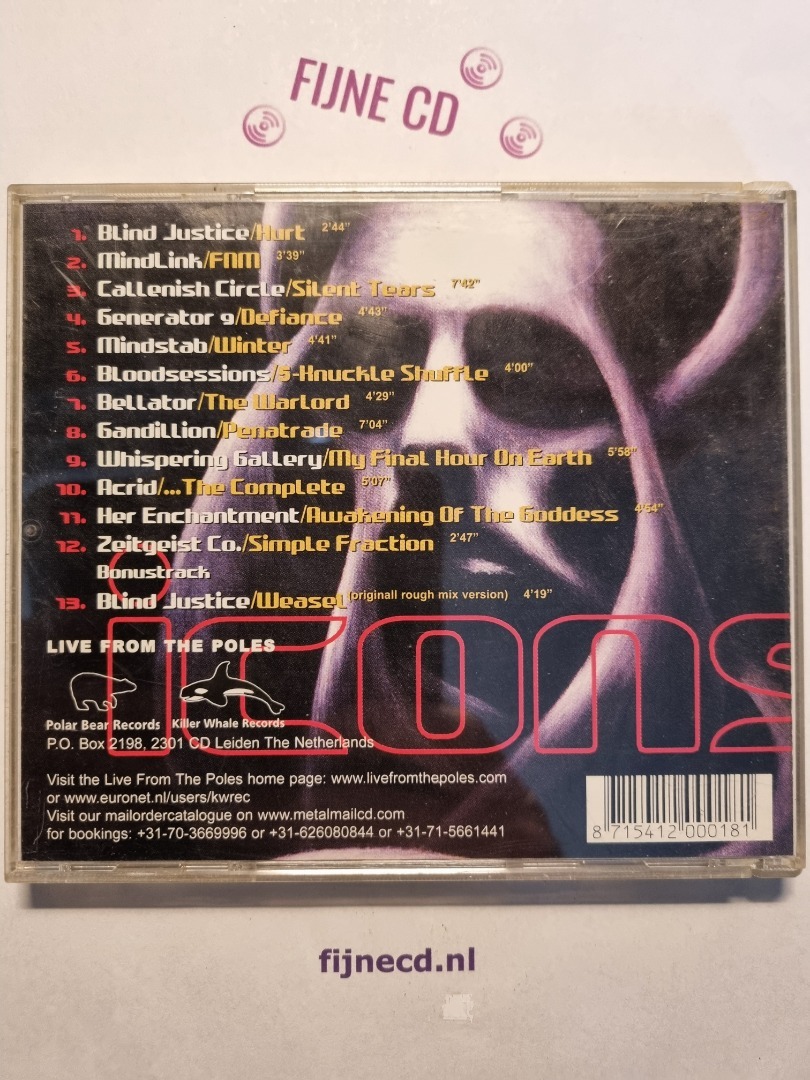 FIJNE CD
1. Blind Justice/Hurt 2'44"
2. MindLink/FNM 3'39"
3. Callenish Circle/Silent Tears 7'42"
4. Generator 9/Defiance 4'43"
5. Mindstab/Winter 4'41"
6. Bloodsessions/5-Knuckle Shuffle 4'00"
7. Bellator/The Warlord 4'29"
8. Gandillion/Penatrade 7'04"
9. Whispering Gallery/My Final Hour On Earth 5'58"
10. Acrid/...The Complete 5'07"
11. Her Enchantment/Awakening Of The Goddess 4'54"
12. Zeitgeist Co./Simple Fraction 2'47"
Bonustrack
13. Blind Justice/Weasel (originall rough mix version) 4'19"
icons
LIVE FROM THE POLES
Polar Bear Records Killer Whale Records
P.O. Box 2198, 2301 CD Leiden The Netherlands
Visit the Live From The Poles home page: www.livefromthepoles.com
or www.euronet.nl/users/kwrec
Visit our mailordercatalogue on www.metalmailcd.com
for bookings: +31-70-3669996 or +31-626080844 or +31-71-5661441
8 715412 000181
fijnecd.nl